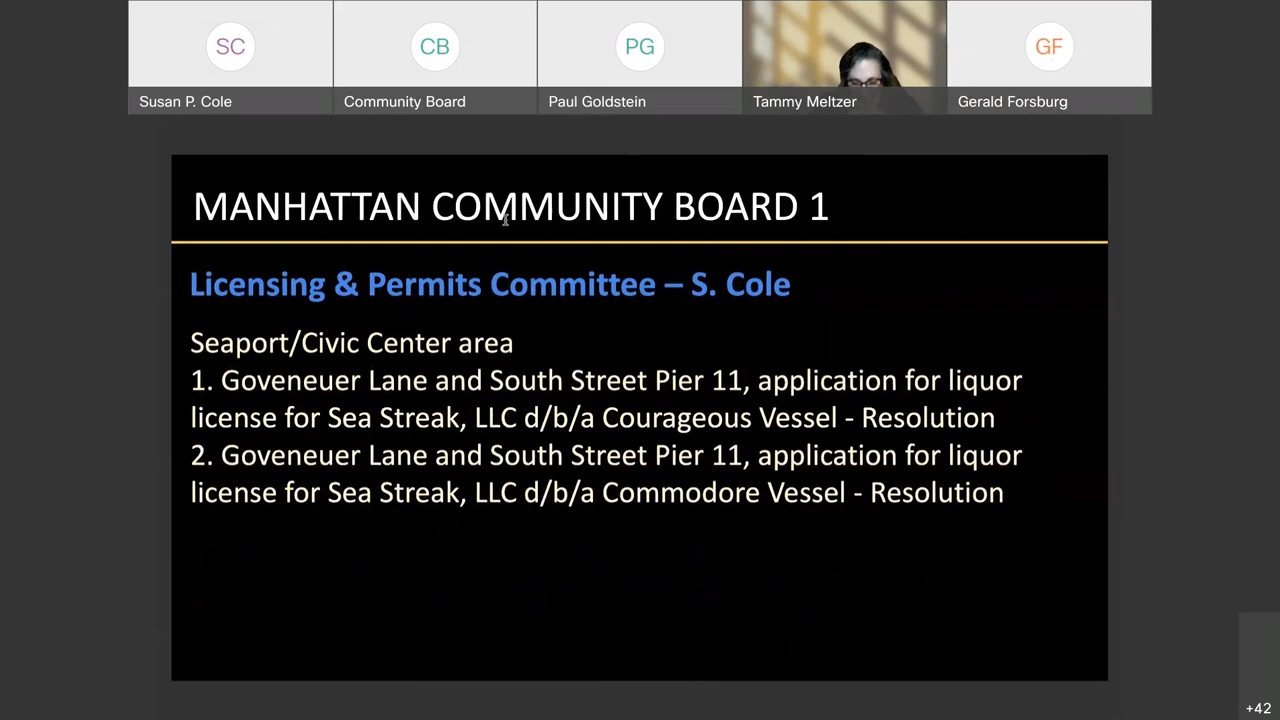 SC
CB
PG
GF
Susan P. Cole
Community Board
Paul Goldstein
Tammy Meltzer
Gerald Forsburg
MANHATTAN COMMUNITY BOARD 1
Licensing & Permits Committee – S. Cole
Seaport/Civic Center area
1. Goveneuer Lane and South Street Pier 11, application for liquor
license for Sea Streak, LLC d/b/a Courageous Vessel - Resolution
2. Goveneuer Lane and South Street Pier 11, application for liquor
license for Sea Streak, LLC d/b/a Commodore Vessel - Resolution
+42